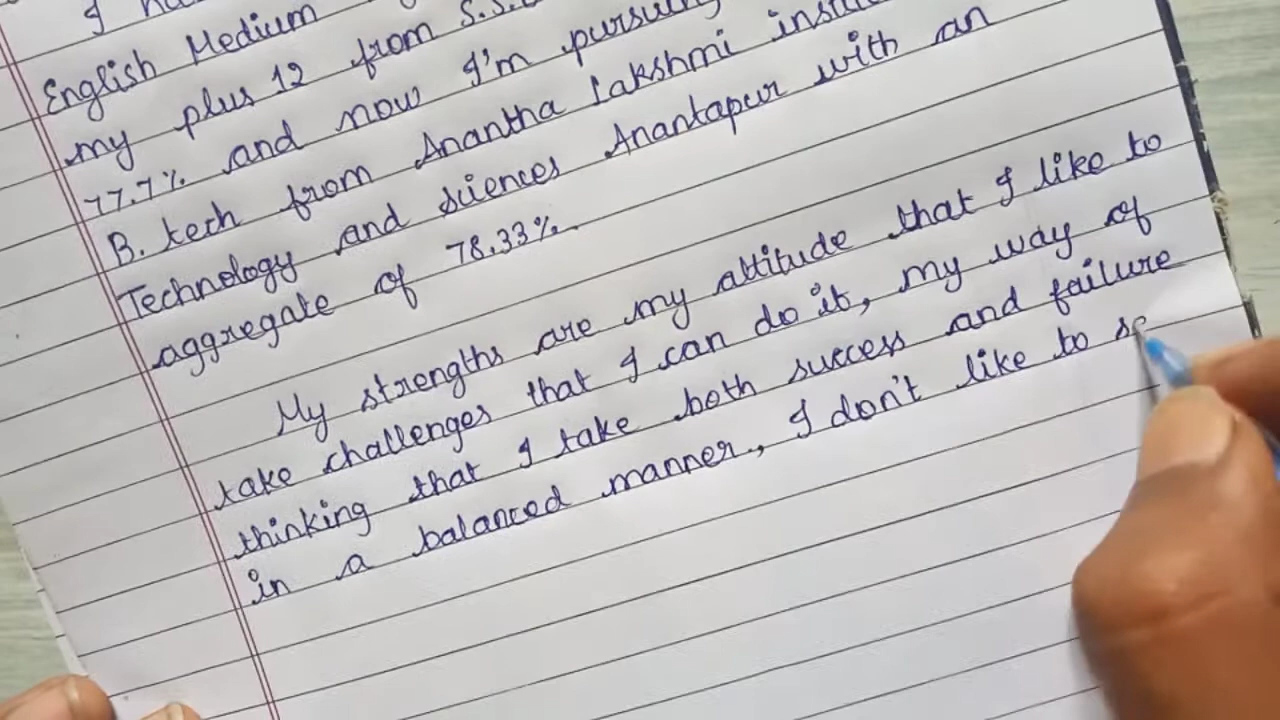 I
English Medium
my plus 12 from S.S.
77.7% and now I'm pursuing
B. tech from Anantha Lakshmi
Technology and sciences Anantapur with an
aggregate of 78.33%.
My strengths are my attitude that I like to
take challenges that I can do it, my way of
thinking that I take both success and failure
in a balanced manner, I don't like to